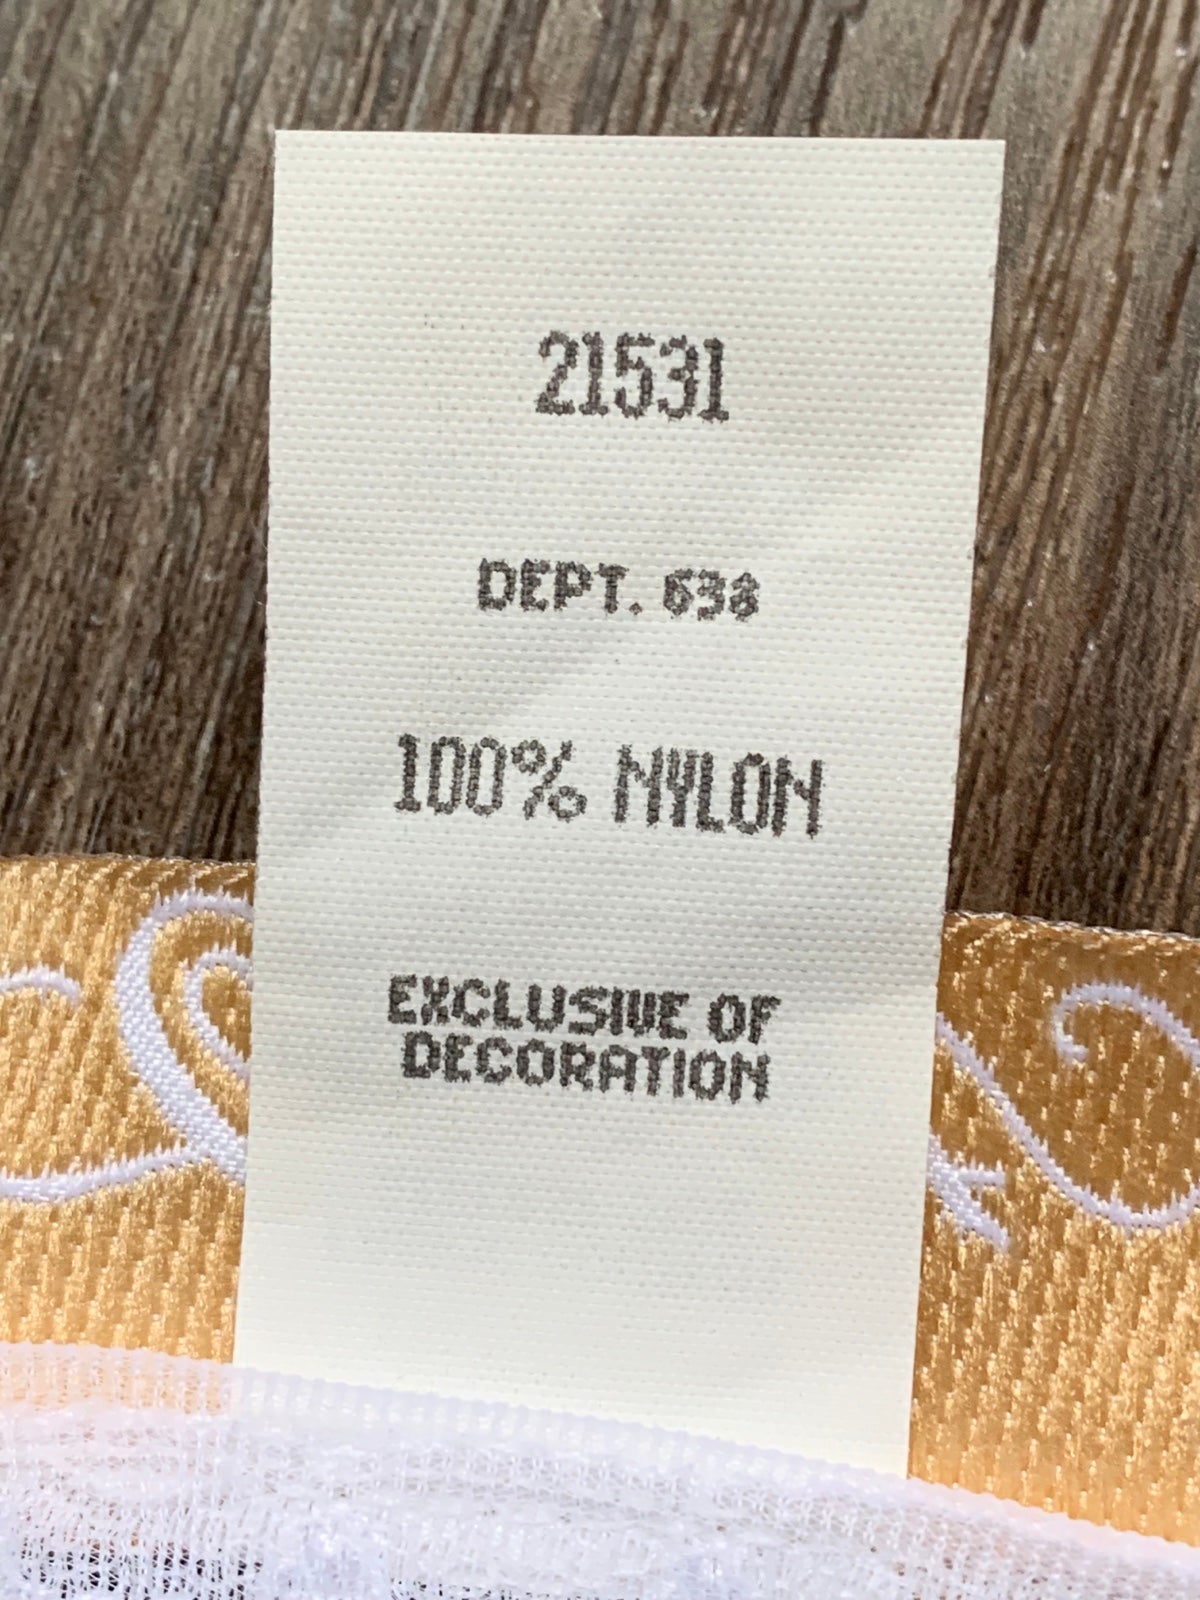 21531
DEPT. 638
100% NYLON
EXCLUSIVE OF
DECORATION